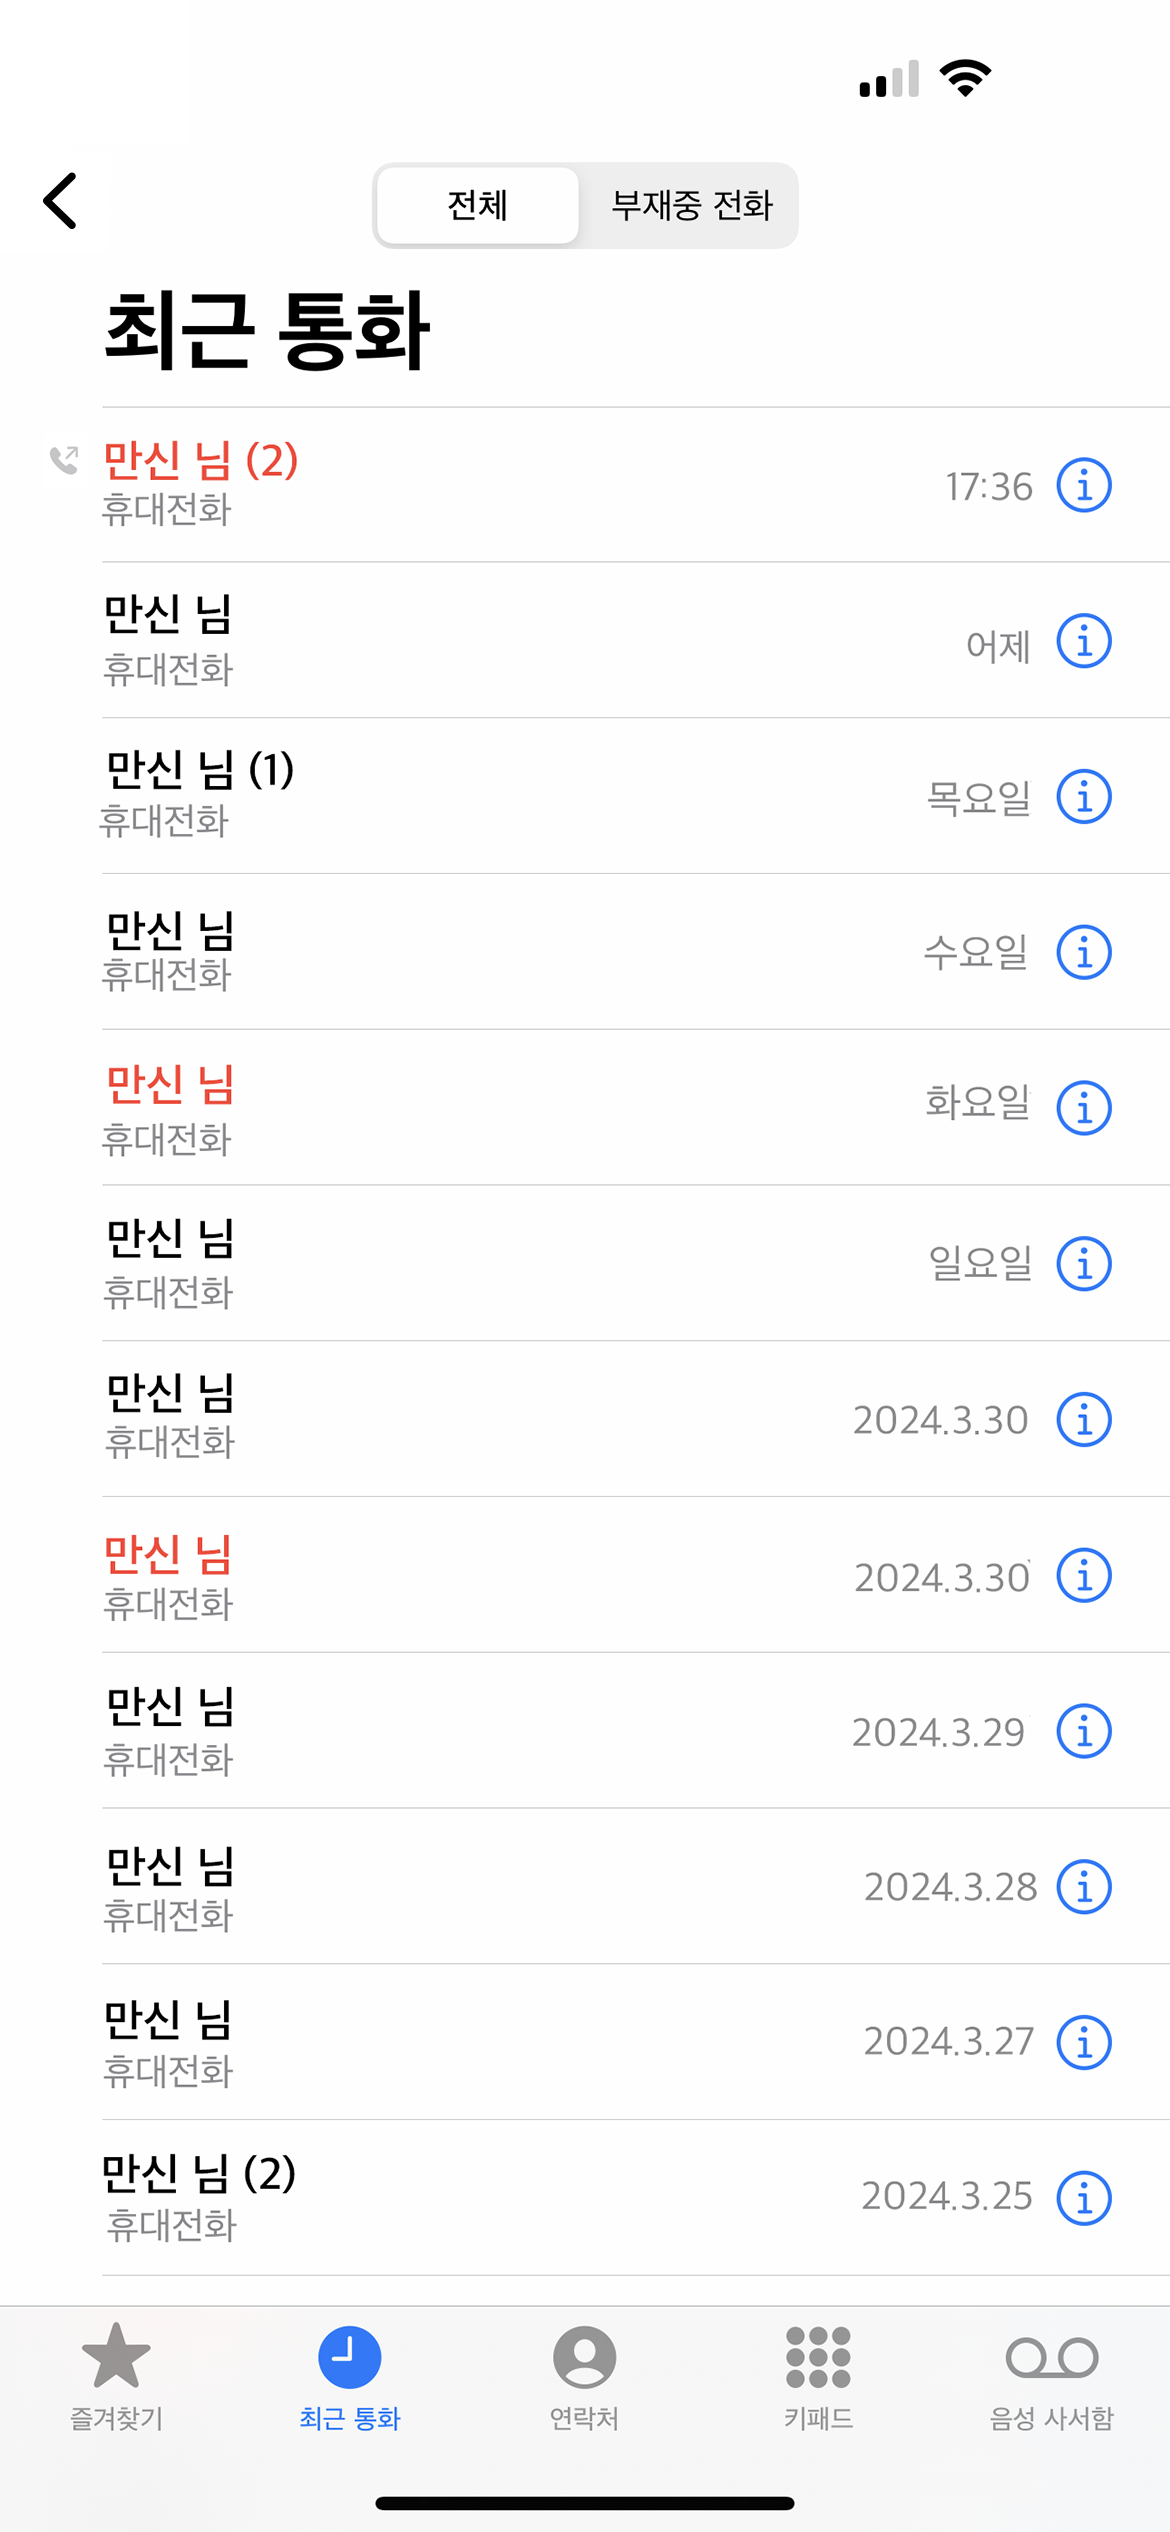 전체 부재중 전화
최근 통화
만신 님 (2)
휴대전화
17:36
만신 님
휴대전화
어제
만신 님 (1)
휴대전화
목요일
만신 님
휴대전화
수요일
만신 님
휴대전화
화요일
만신 님
휴대전화
일요일
만신 님
휴대전화
2024.3.30
만신 님
휴대전화
2024.3.30
만신 님
휴대전화
2024.3.29
만신 님
휴대전화
2024.3.28
만신 님
휴대전화
2024.3.27
만신 님 (2)
휴대전화
2024.3.25
즐겨찾기 최근 통화 연락처 키패드 음성 사서함